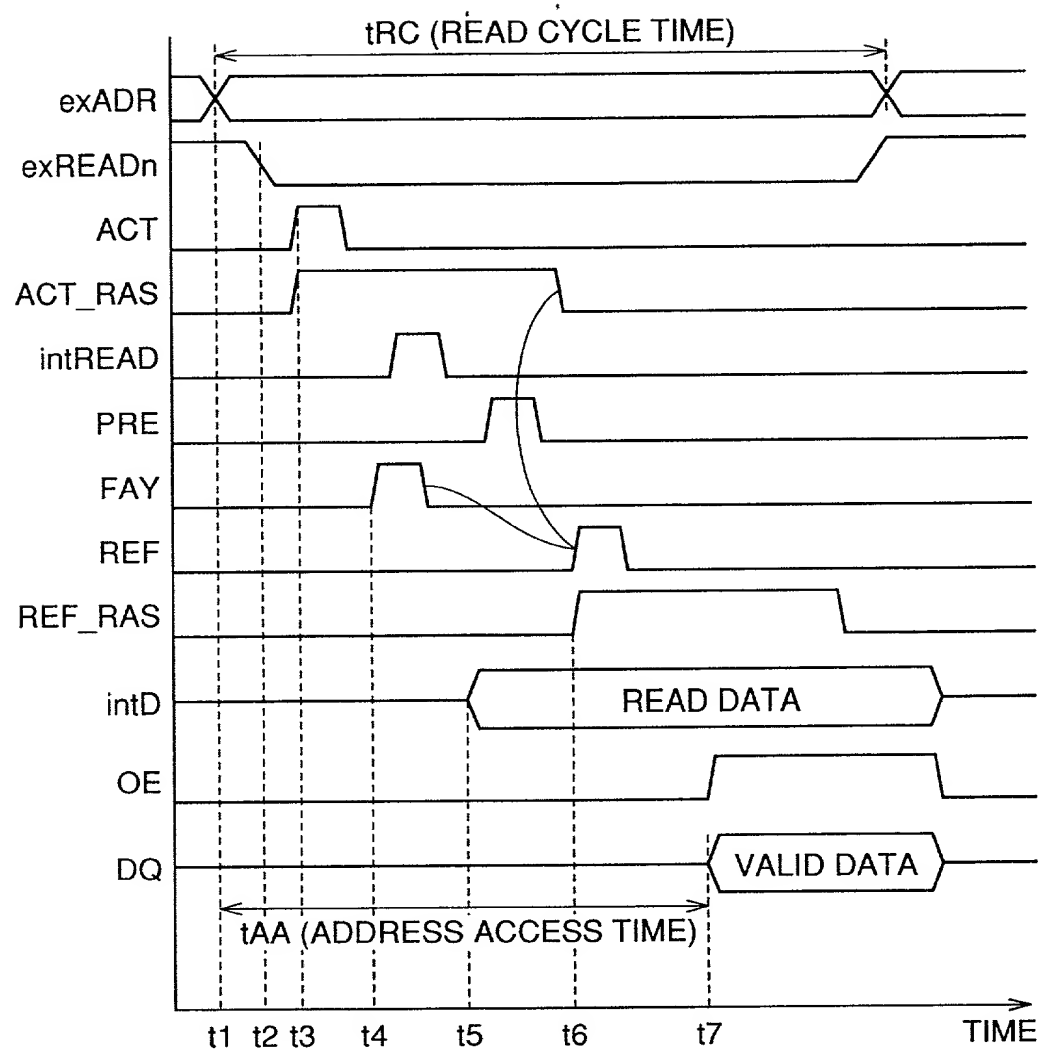 tRC (READ CYCLE TIME)
exADR
exREADn
ACT
ACT_RAS
intREAD
PRE
FAY
REF
REF_RAS
intD
READ DATA
OE
DQ
VALID DATA
tAA (ADDRESS ACCESS TIME)
t1 t2 t3 t4 t5 t6 t7 TIME